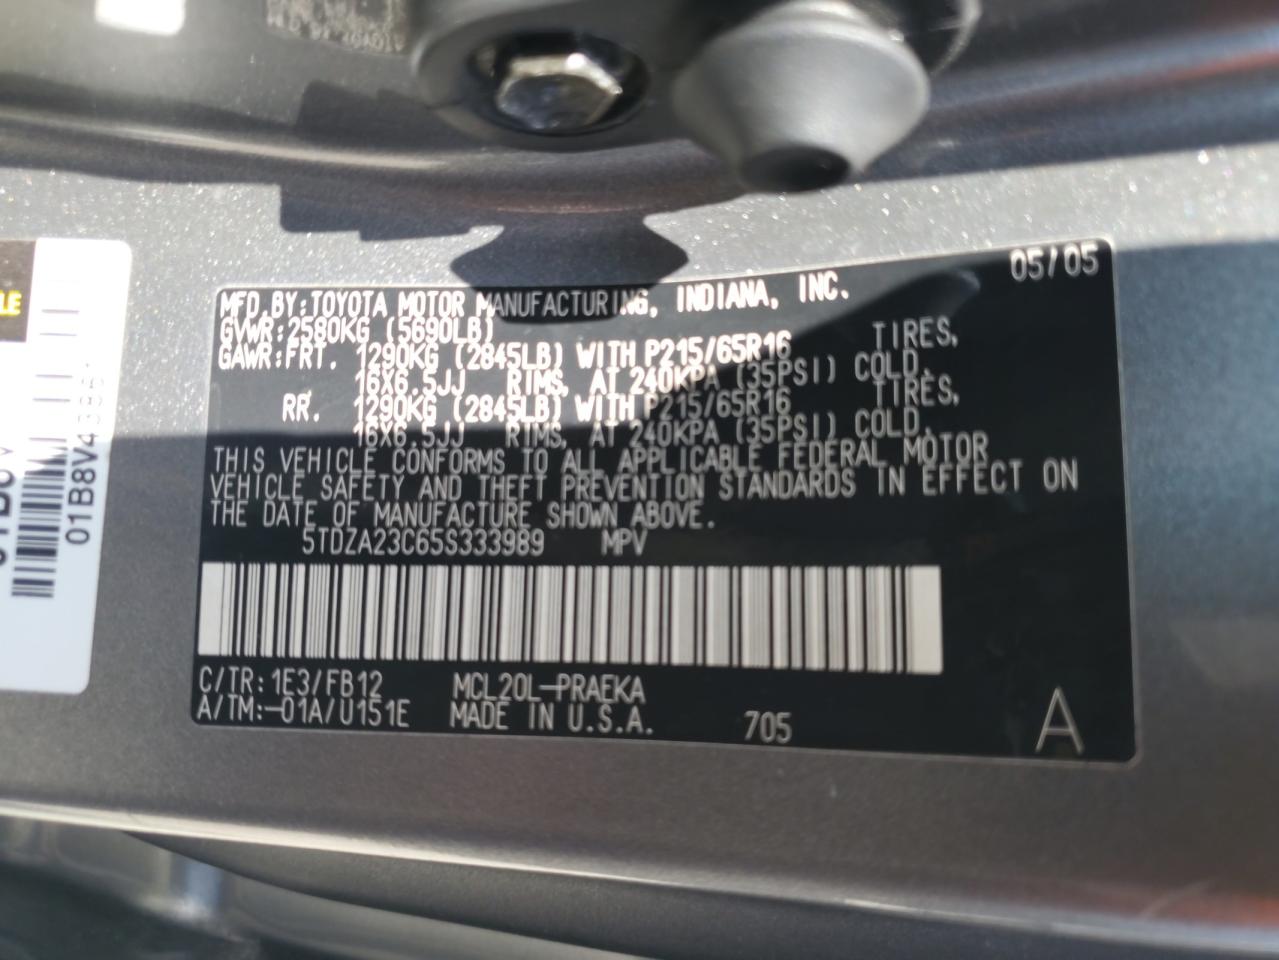 05/05
MFD.BY:TOYOTA MOTOR MANUFACTURING, INDIANA, INC.
GVWR:2580KG (5690LB)
GAWR:FRT. 1290KG (2845LB) WITH P215/65R16 TIRES,
16X6.5JJ RIMS, AT 240KPA (35PSI) COLD.
RR. 1290KG (2845LB) WITH P215/65R16 TIRES,
16X6.5JJ RIMS, AT 240KPA (35PSI) COLD.
THIS VEHICLE CONFORMS TO ALL APPLICABLE FEDERAL MOTOR
VEHICLE SAFETY AND THEFT PREVENTION STANDARDS IN EFFECT ON
THE DATE OF MANUFACTURE SHOWN ABOVE.
5TDZA23C65S333989 MPV
C/TR:1E3/FB12 MCL20L-PRAEKA
A/TM:-01A/U151E MADE IN U.S.A. 705 A
LE